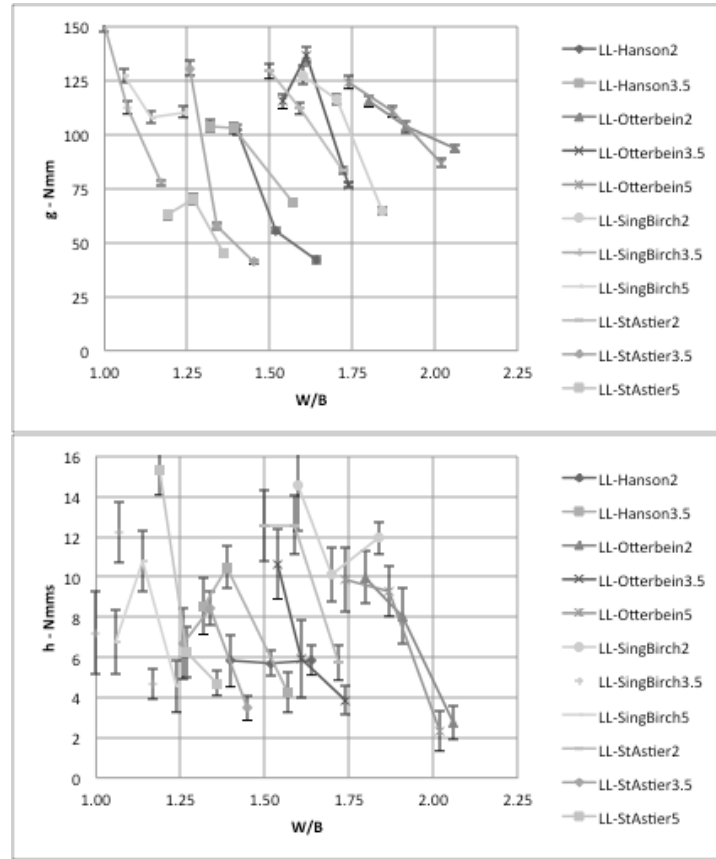 150
125
100
75
50
25
0
g - Nmm
1.00 1.25 1.50 1.75 2.00 2.25
W/B
LL-Hanson2
LL-Hanson3.5
LL-Otterbein2
LL-Otterbein3.5
LL-Otterbein5
LL-SingBirch2
LL-SingBirch3.5
LL-SingBirch5
LL-StAstier2
LL-StAstier3.5
LL-StAstier5
16
14
12
10
8
6
4
2
0
h - Nmms
1.00 1.25 1.50 1.75 2.00 2.25
W/B
LL-Hanson2
LL-Hanson3.5
LL-Otterbein2
LL-Otterbein3.5
LL-Otterbein5
LL-SingBirch2
LL-SingBirch3.5
LL-SingBirch5
LL-StAstier2
LL-StAstier3.5
LL-StAstier5